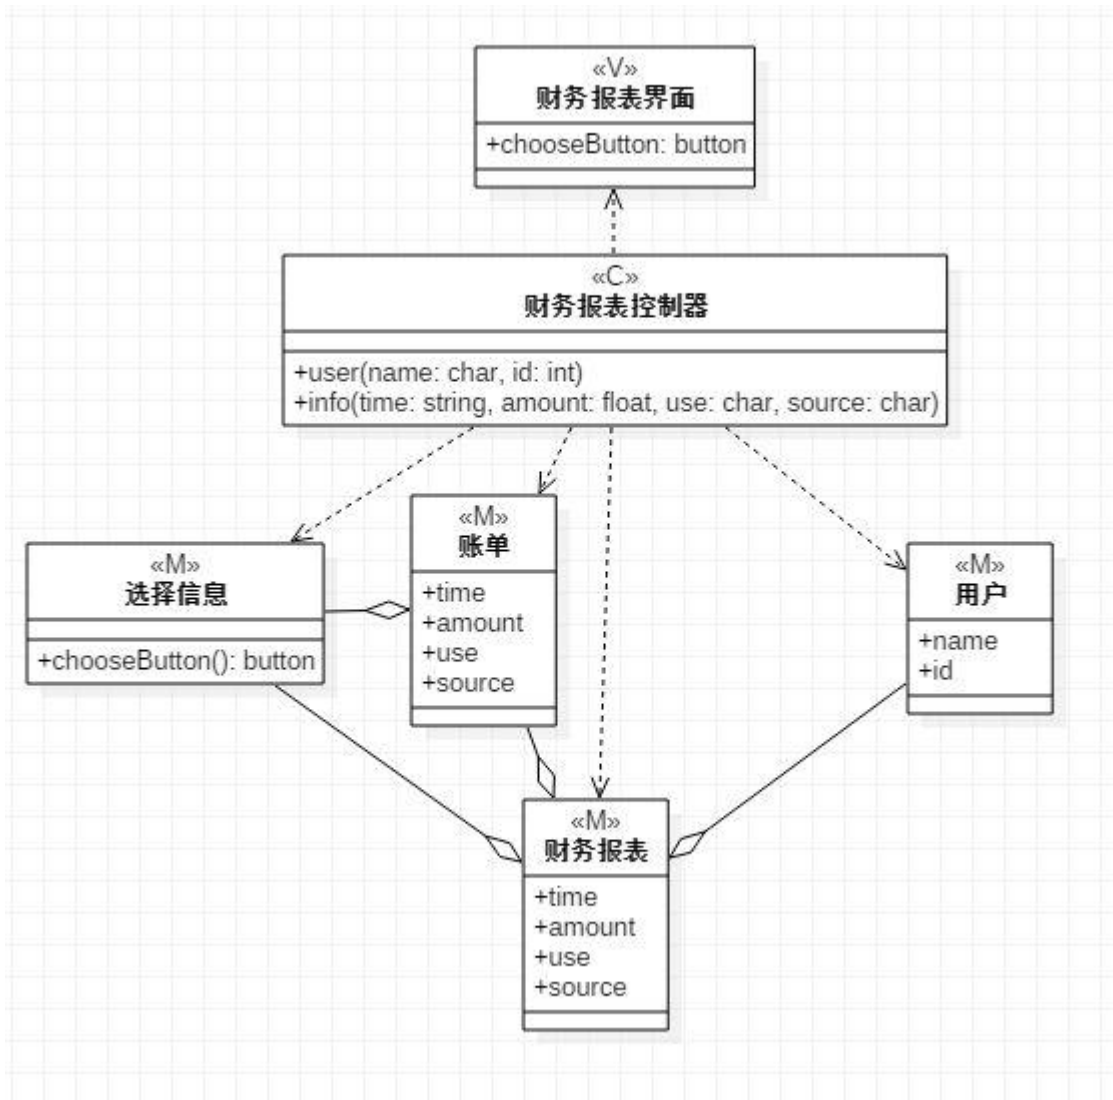 «V»
财务报表界面
+chooseButton: button
«C»
财务报表控制器
+user(name: char, id: int)
+info(time: string, amount: float, use: char, source: char)
«M»
选择信息
+chooseButton(): button
«M»
账单
+time
+amount
+use
+source
«M»
用户
+name
+id
«M»
财务报表
+time
+amount
+use
+source